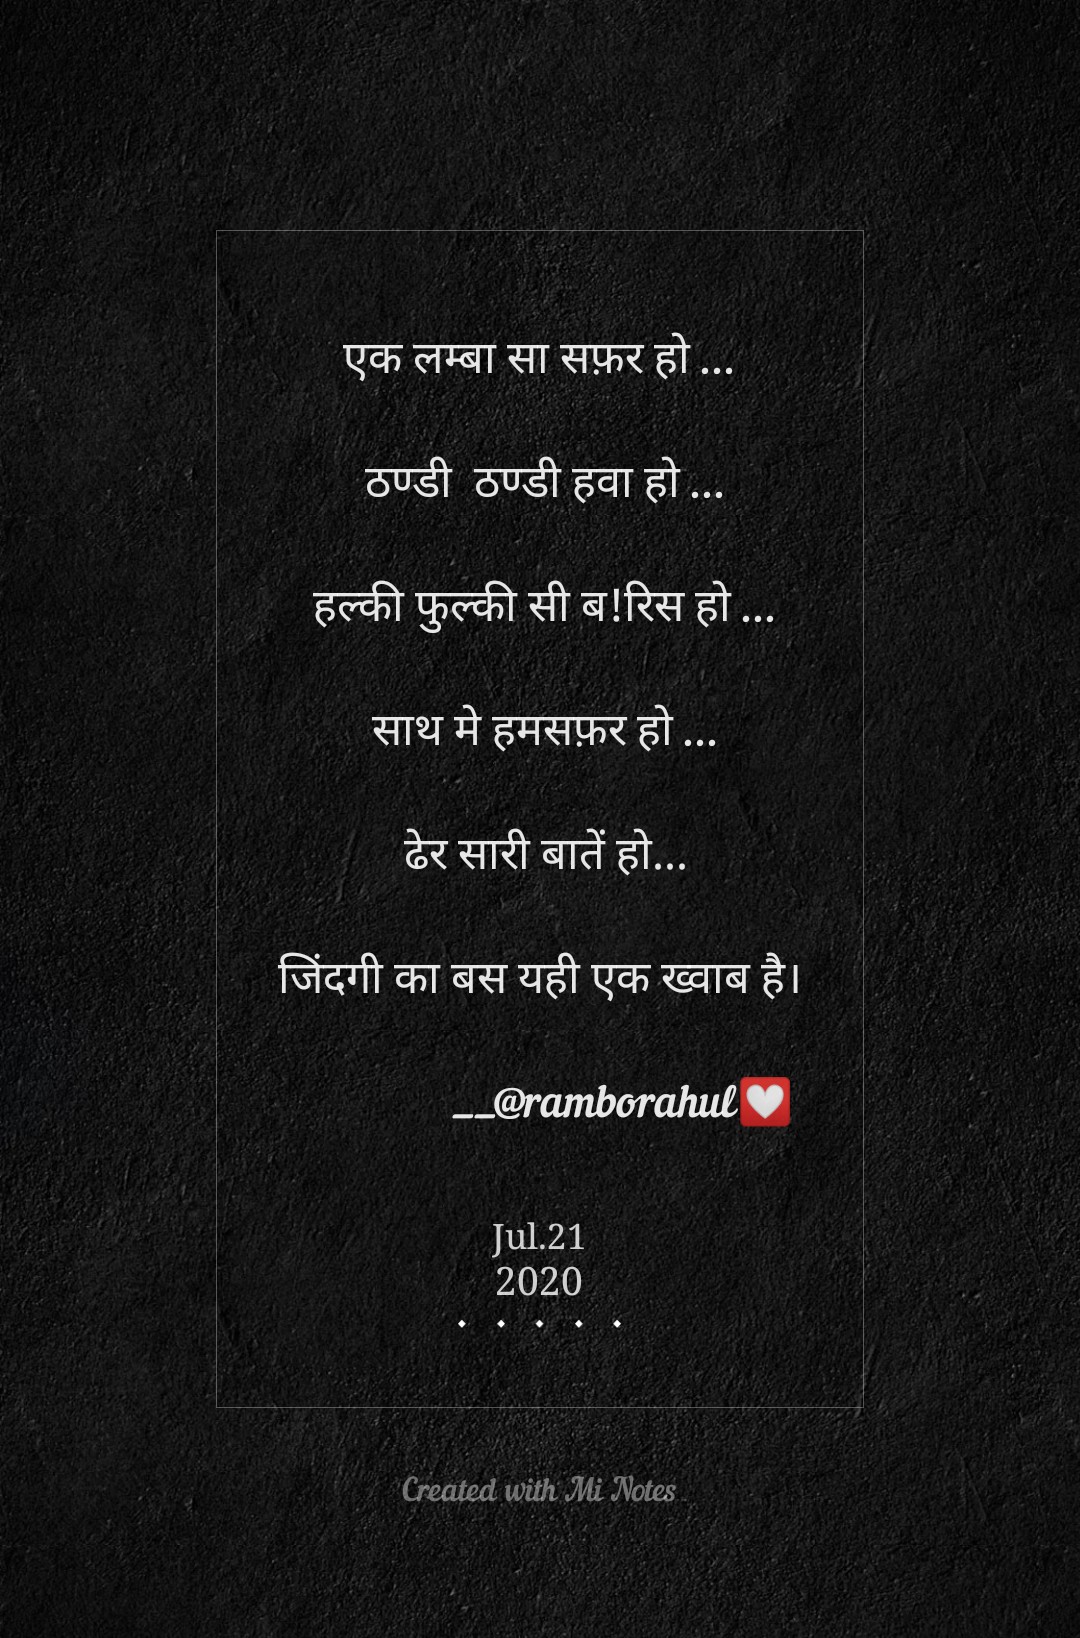 एक लम्बा सा सफ़र हो ...
ठण्डी  ठण्डी हवा हो ...
हल्की फुल्की सी ब!रिस हो ...
साथ मे हमसफ़र हो ...
ढेर सारी बातें हो...
जिंदगी का बस यही एक ख्वाब है।
__@ramborahul💟
Jul.21
2020
Created with Mi Notes